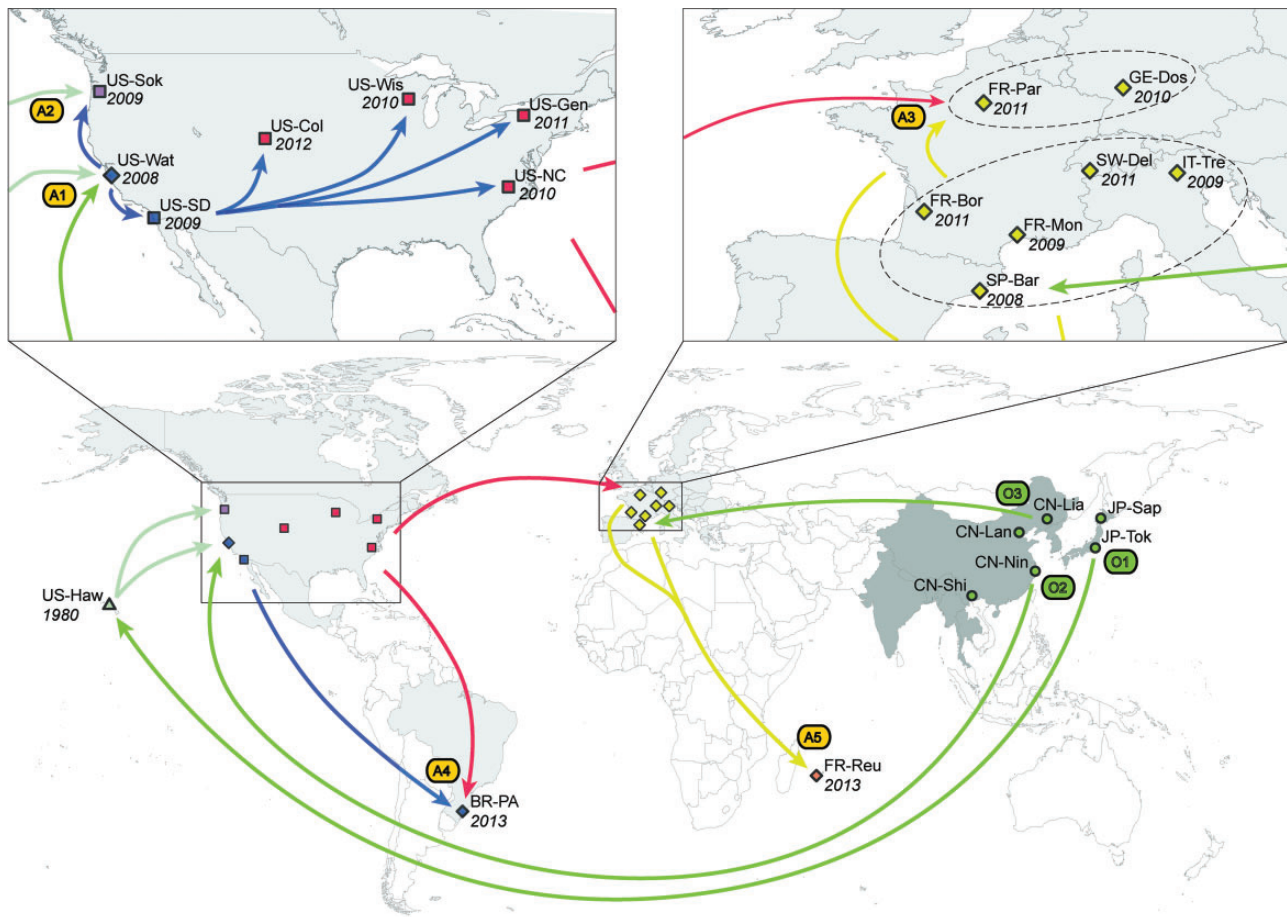 US-Sok
2009
A2
US-Wis
2010
US-Gen
2011
US-Col
2012
US-Wat
2008
A1
US-SD
2009
US-NC
2010
FR-Par
2011
GE-Dos
2010
A3
SW-Del
2011
IT-Tre
2009
FR-Bor
2011
FR-Mon
2009
SP-Bar
2008
O3
CN-Lia
JP-Sap
CN-Lan
JP-Tok
O1
CN-Nin
O2
CN-Shi
US-Haw
1980
A4
BR-PA
2013
A5
FR-Reu
2013